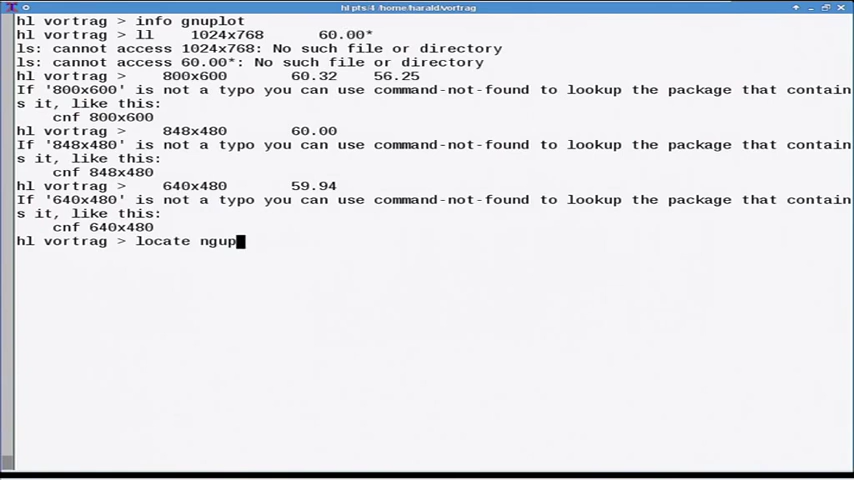 hl pts/4 /home/harald/vortrag
hl vortrag > info gnuplot
hl vortrag > ll    1024x768      60.00*
ls: cannot access 1024x768: No such file or directory
ls: cannot access 60.00*: No such file or directory
hl vortrag >    800x600       60.32    56.25
If '800x600' is not a typo you can use command-not-found to lookup the package that contain
s it, like this:
    cnf 800x600
hl vortrag >    848x480       60.00
If '848x480' is not a typo you can use command-not-found to lookup the package that contain
s it, like this:
    cnf 848x480
hl vortrag >    640x480       59.94
If '640x480' is not a typo you can use command-not-found to lookup the package that contain
s it, like this:
    cnf 640x480
hl vortrag > locate ngup